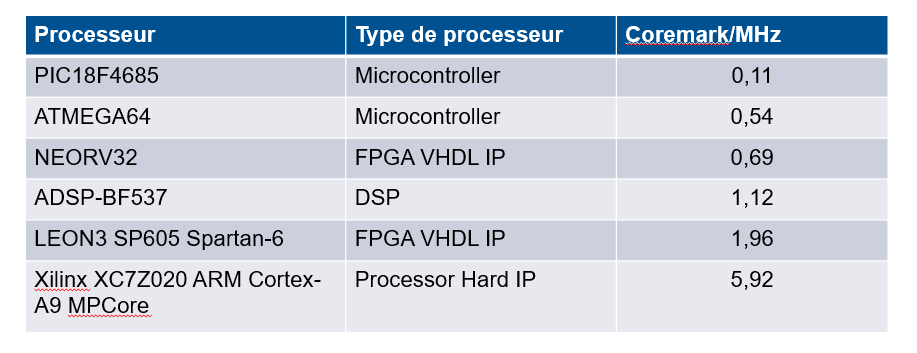 Processeur Type de processeur Coremark/MHz
PIC18F4685 Microcontroller 0,11
ATMEGA64 Microcontroller 0,54
NEORV32 FPGA VHDL IP 0,69
ADSP-BF537 DSP 1,12
LEON3 SP605 Spartan-6 FPGA VHDL IP 1,96
Xilinx XC7Z020 ARM Cortex- Processor Hard IP 5,92
A9 MPCore